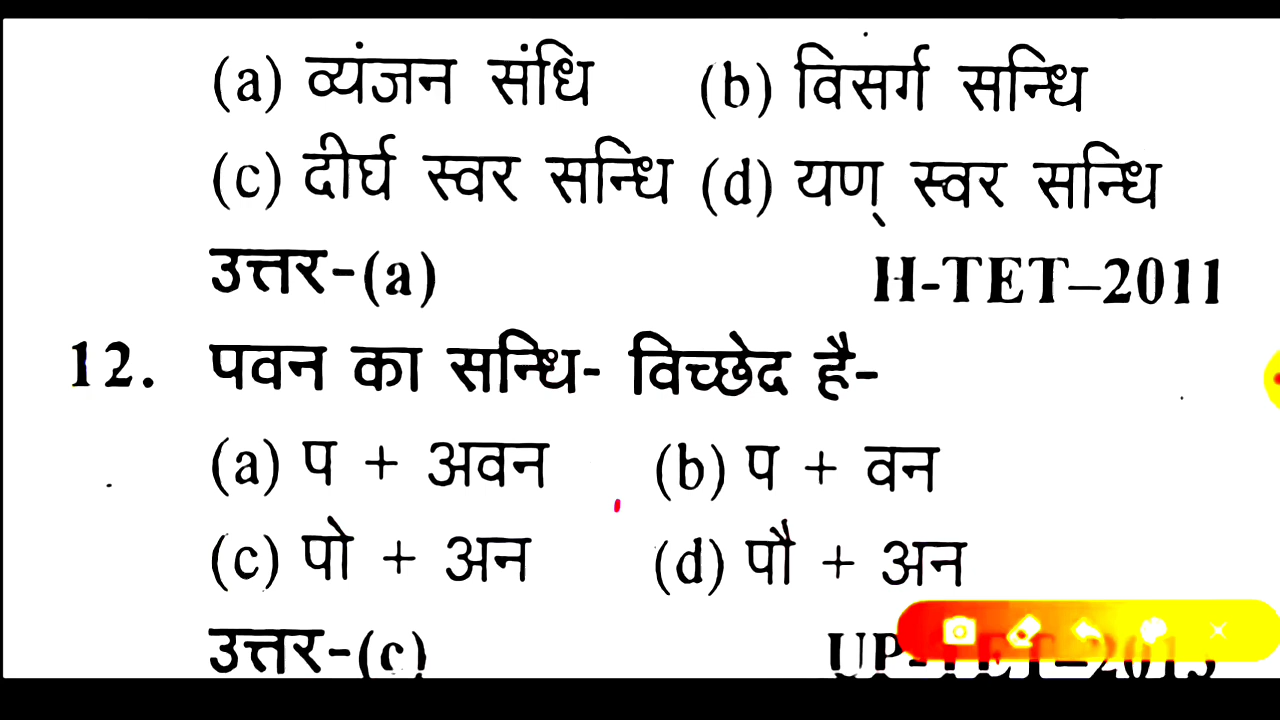 (a) व्यंजन संधि (b) विसर्ग सन्धि
(c) दीर्घ स्वर सन्धि (d) यण् स्वर सन्धि
उत्तर-(a) H-TET–2011
12. पवन का सन्धि- विच्छेद है-
(a) प + अवन (b) प + वन
(c) पो + अन (d) पौ + अन
उत्तर-(c)